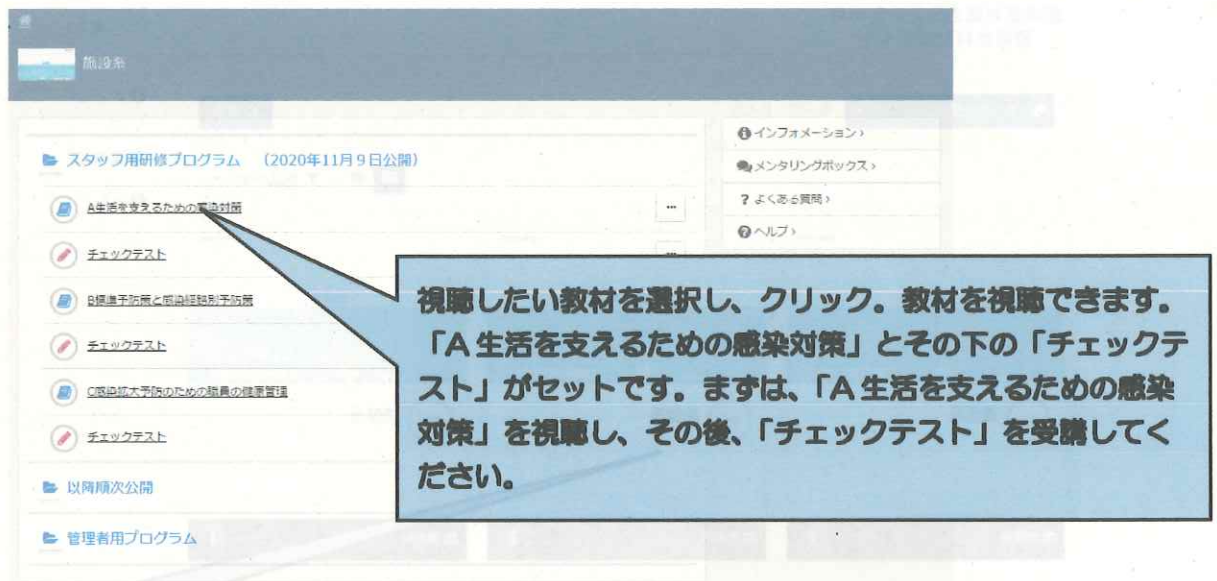 施設系
スタッフ用研修プログラム （2020年11月9日公開）
A生活を支えるための感染対策
チェックテスト
B標準予防策と感染経路別予防策
チェックテスト
C感染拡大予防のための職員の健康管理
チェックテスト
以降順次公開
管理者用プログラム
インフォメーション
メンタリングボックス
よくある質問
ヘルプ
視聴したい教材を選択し、クリック。教材を視聴できます。
「A 生活を支えるための感染対策」とその下の「チェックテ
スト」がセットです。まずは、「A 生活を支えるための感染
対策」を視聴し、その後、「チェックテスト」を受講してく
ださい。